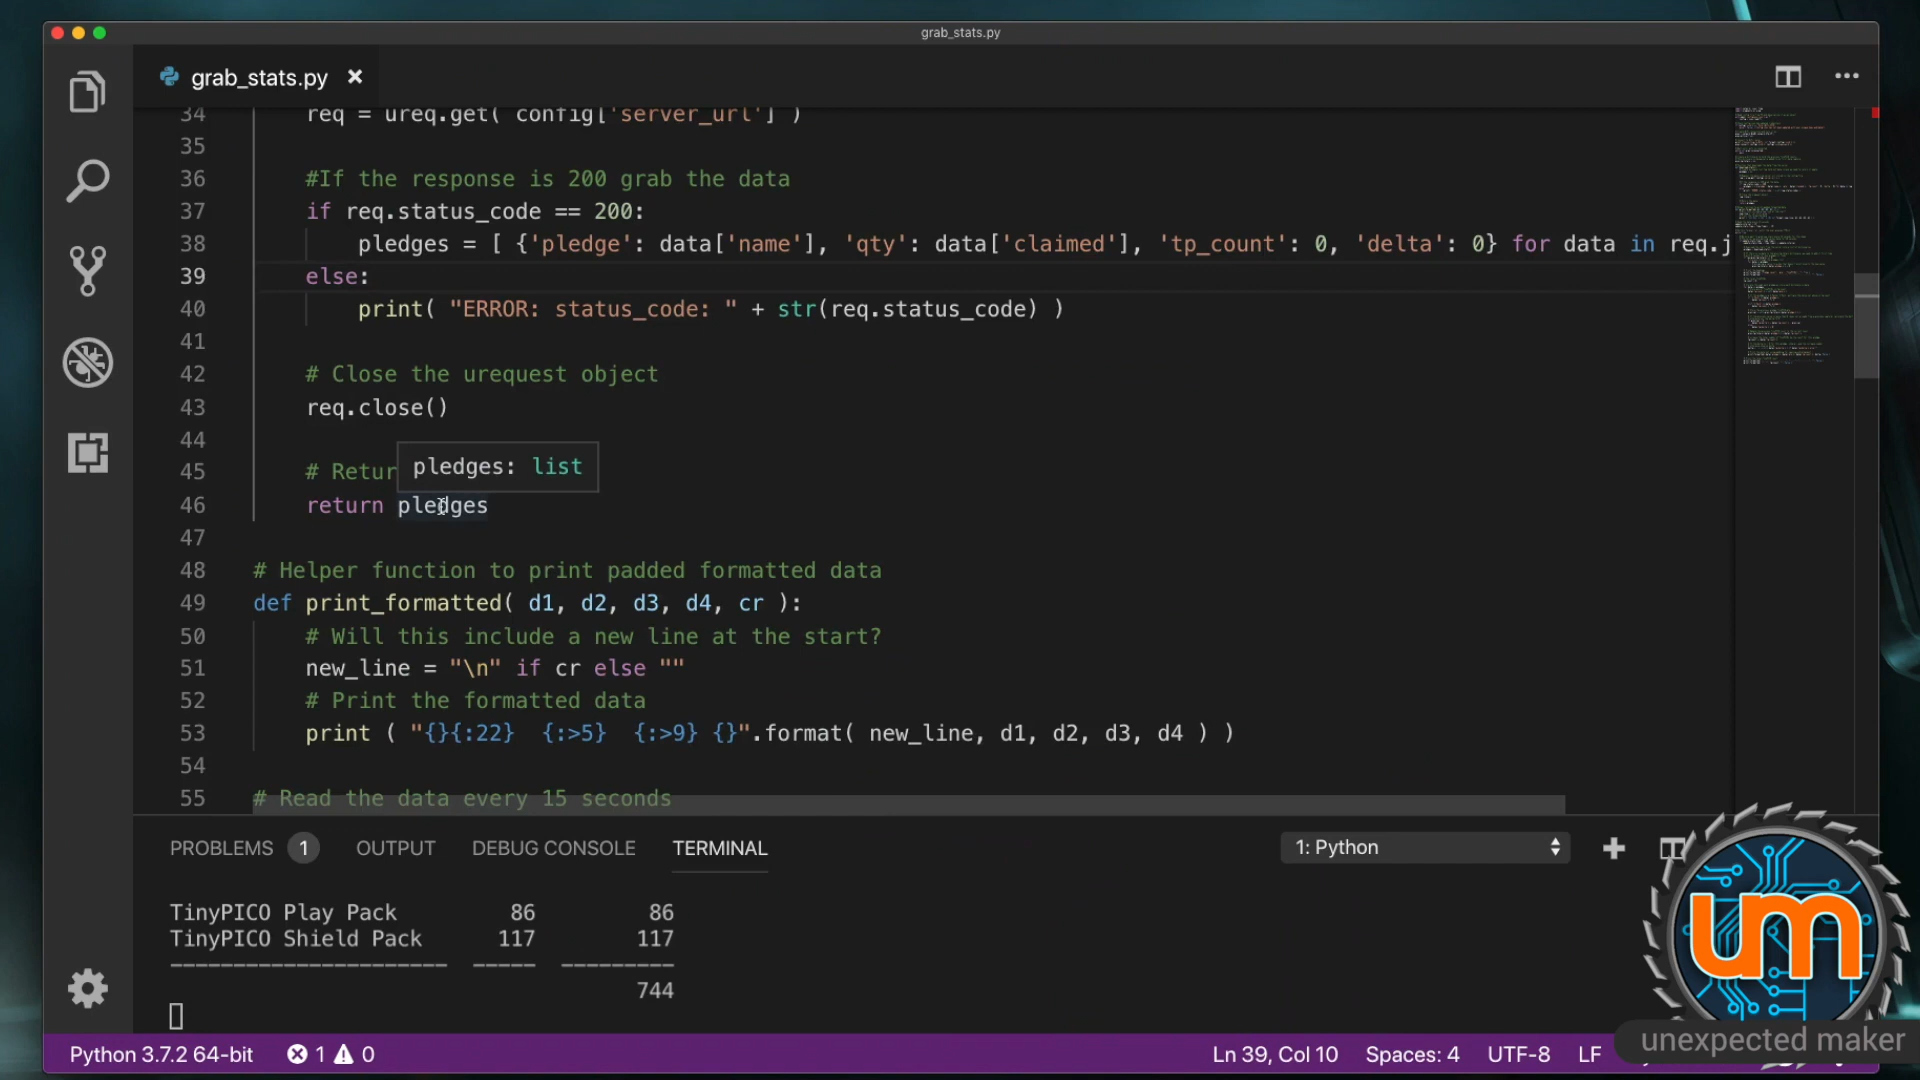 grab_stats.py
grab_stats.py
34 req = ureq.get( config['server_url'] )
35
36 #If the response is 200 grab the data
37 if req.status_code == 200:
38 pledges = [ {'pledge': data['name'], 'qty': data['claimed'], 'tp_count': 0, 'delta': 0} for data in req.j
39 else:
40 print( "ERROR: status_code: " + str(req.status_code) )
41
42 # Close the urequest object
43 req.close()
44
pledges: list
45 # Retur
46 return pledges
47
48 # Helper function to print padded formatted data
49 def print_formatted( d1, d2, d3, d4, cr ):
50 # Will this include a new line at the start?
51 new_line = "\n" if cr else ""
52 # Print the formatted data
53 print ( "{}{:22}  {:>5}  {:>9} {}".format( new_line, d1, d2, d3, d4 ) )
54
55 # Read the data every 15 seconds
PROBLEMS 1 OUTPUT DEBUG CONSOLE TERMINAL 1: Python
TinyPICO Play Pack 86 86
TinyPICO Shield Pack 117 117
---------------------- ----- ---------
744
um
unexpected maker
Python 3.7.2 64-bit 1 0 Ln 39, Col 10 Spaces: 4 UTF-8 LF